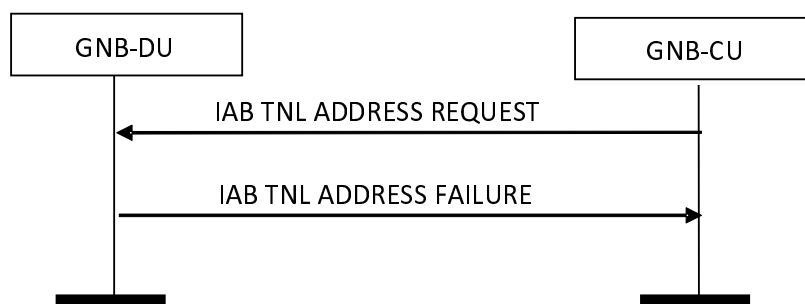 GNB-DU
GNB-CU
IAB TNL ADDRESS REQUEST
IAB TNL ADDRESS FAILURE